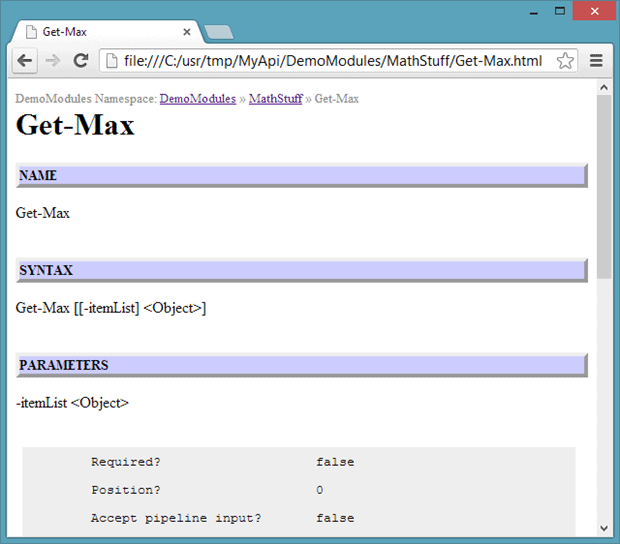 Get-Max
file:///C:/usr/tmp/MyApi/DemoModules/MathStuff/Get-Max.html
DemoModules Namespace: DemoModules » MathStuff » Get-Max
Get-Max
NAME
Get-Max
SYNTAX
Get-Max [[-itemList] <Object>]
PARAMETERS
-itemList <Object>
Required? false
Position? 0
Accept pipeline input? false